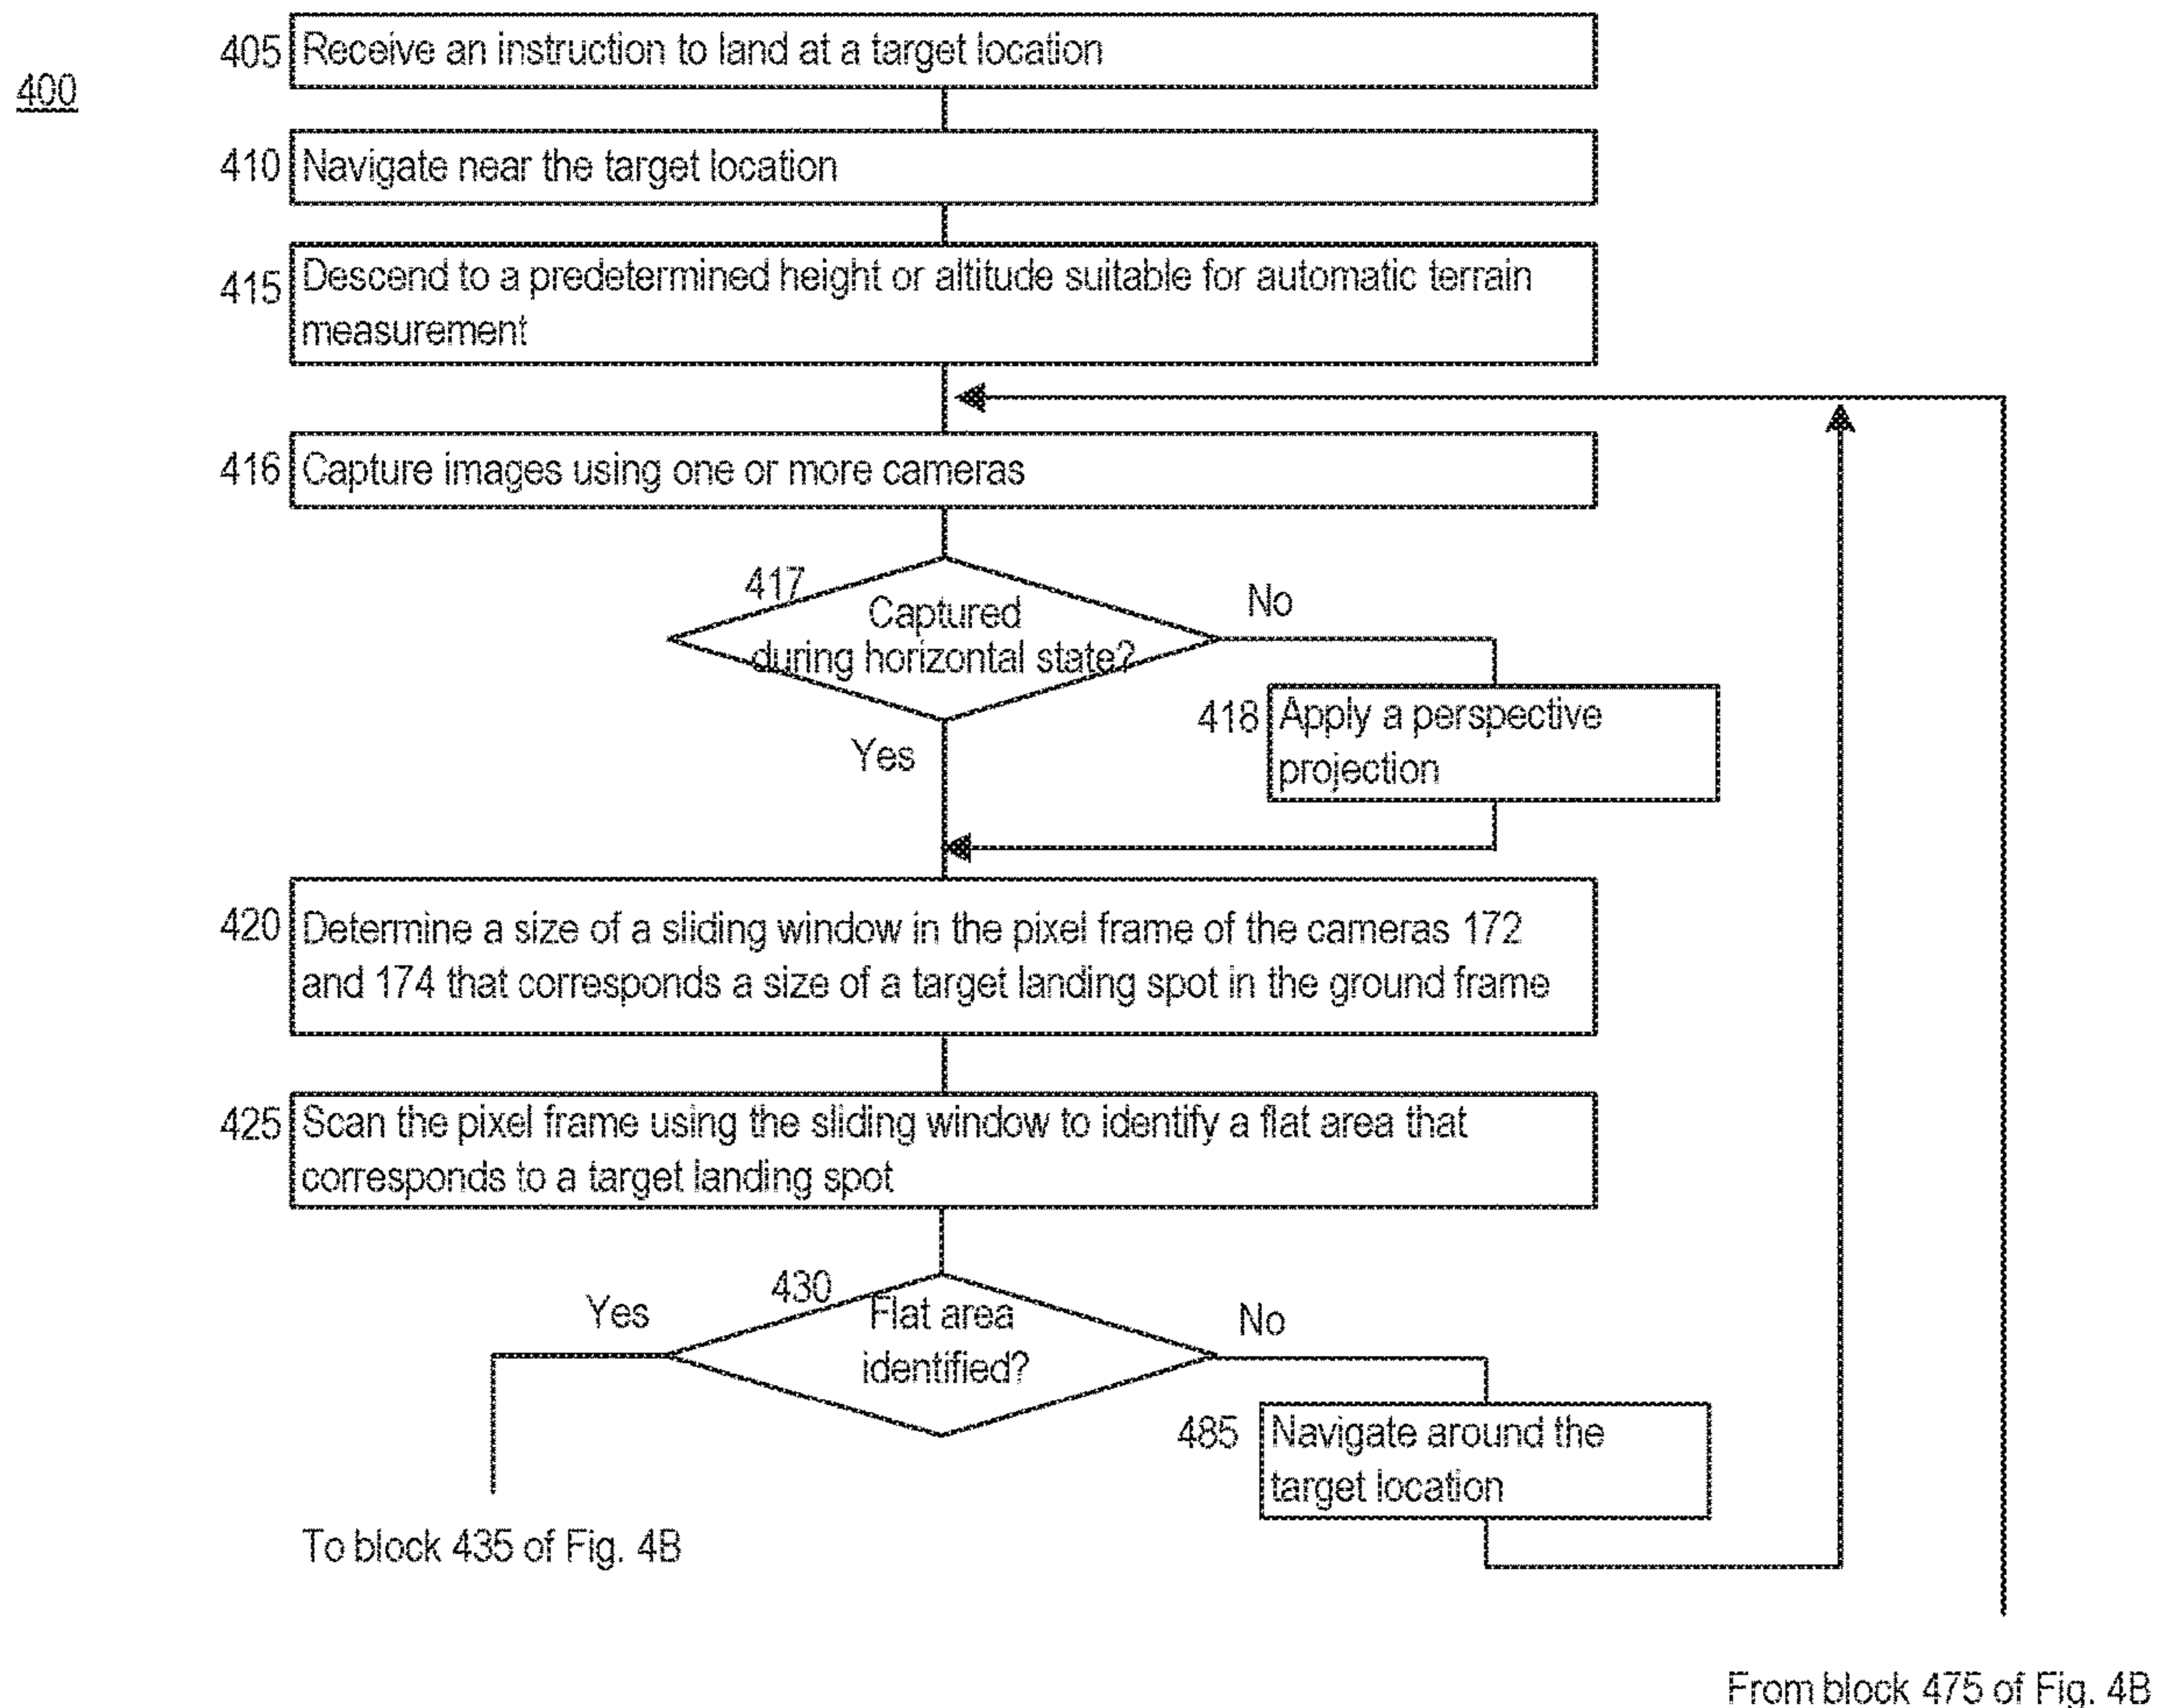 400
405 Receive an instruction to land at a target location
410 Navigate near the target location
415 Descend to a predetermined height or altitude suitable for automatic terrain
measurement
416 Capture images using one or more cameras
417
Captured
during horizontal state?
No
Yes
418 Apply a perspective
projection
420 Determine a size of a sliding window in the pixel frame of the cameras 172
and 174 that corresponds a size of a target landing spot in the ground frame
425 Scan the pixel frame using the sliding window to identify a flat area that
corresponds to a target landing spot
430
Flat area
identified?
Yes
No
485 Navigate around the
target location
To block 435 of Fig. 4B
From block 475 of Fig. 4B